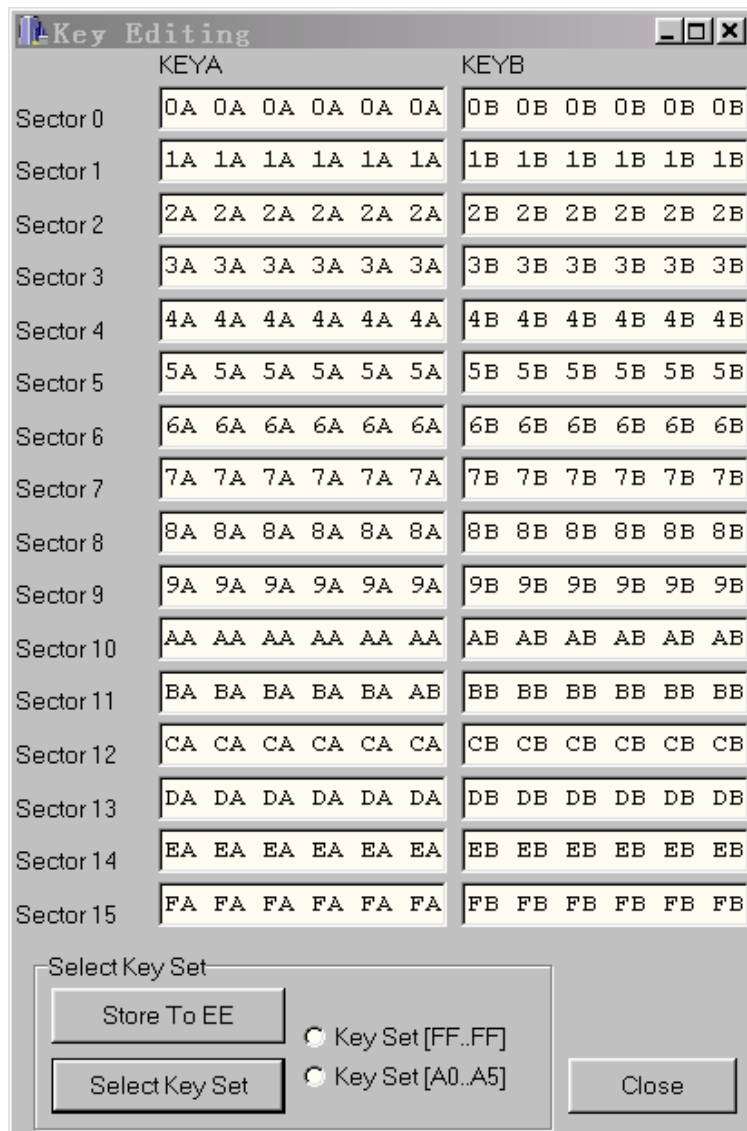 Key Editing
KEYA KEYB
Sector 0 0A 0A 0A 0A 0A 0A 0B 0B 0B 0B 0B 0B
Sector 1 1A 1A 1A 1A 1A 1A 1B 1B 1B 1B 1B 1B
Sector 2 2A 2A 2A 2A 2A 2A 2B 2B 2B 2B 2B 2B
Sector 3 3A 3A 3A 3A 3A 3A 3B 3B 3B 3B 3B 3B
Sector 4 4A 4A 4A 4A 4A 4A 4B 4B 4B 4B 4B 4B
Sector 5 5A 5A 5A 5A 5A 5A 5B 5B 5B 5B 5B 5B
Sector 6 6A 6A 6A 6A 6A 6A 6B 6B 6B 6B 6B 6B
Sector 7 7A 7A 7A 7A 7A 7A 7B 7B 7B 7B 7B 7B
Sector 8 8A 8A 8A 8A 8A 8A 8B 8B 8B 8B 8B 8B
Sector 9 9A 9A 9A 9A 9A 9A 9B 9B 9B 9B 9B 9B
Sector 10 AA AA AA AA AA AA AB AB AB AB AB AB
Sector 11 BA BA BA BA BA AB BB BB BB BB BB BB
Sector 12 CA CA CA CA CA CA CB CB CB CB CB CB
Sector 13 DA DA DA DA DA DA DB DB DB DB DB DB
Sector 14 EA EA EA EA EA EA EB EB EB EB EB EB
Sector 15 FA FA FA FA FA FA FB FB FB FB FB FB
Select Key Set
Store To EE
Key Set [FF..FF]
Select Key Set
Key Set [A0..A5]
Close